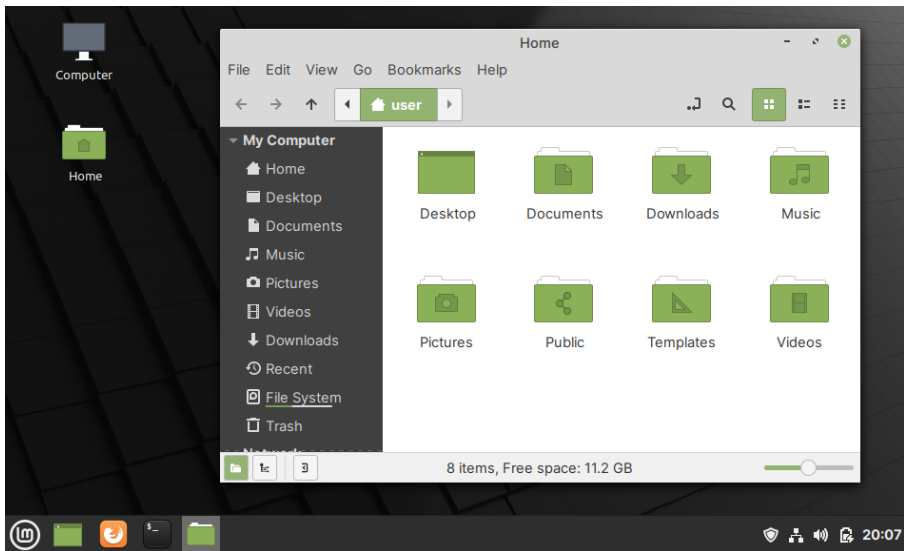 Computer
Home
Home
File Edit View Go Bookmarks Help
user
My Computer
Home
Desktop
Documents
Music
Pictures
Videos
Downloads
Recent
File System
Trash
Network
Desktop Documents Downloads Music
Pictures Public Templates Videos
8 items, Free space: 11.2 GB
$_
20:07